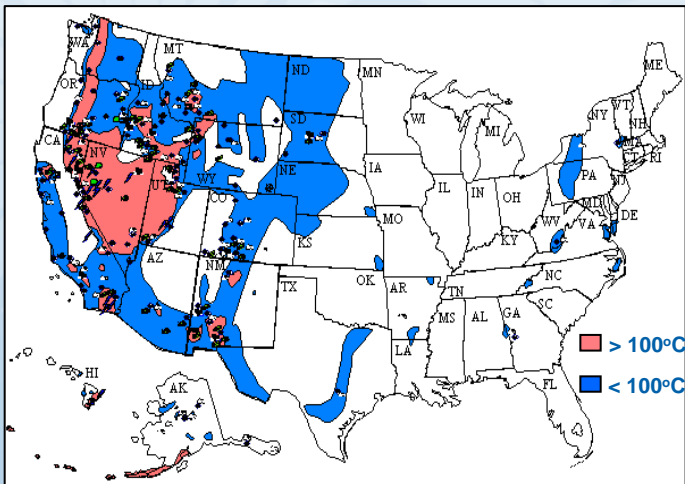 WA
MT
ME
ND
MN
OR
ID
VT
NH
NY
WI
SD
MA
MI
CT
RI
CA
NV
WY
IA
PA
NJ
NE
UT
CO
IL
IN
OH
MD
DE
WV
VA
KS
MO
KY
AZ
NM
OK
TN
NC
TX
AR
SC
MS
AL
GA
LA
> 100°C
HI
AK
FL
< 100°C